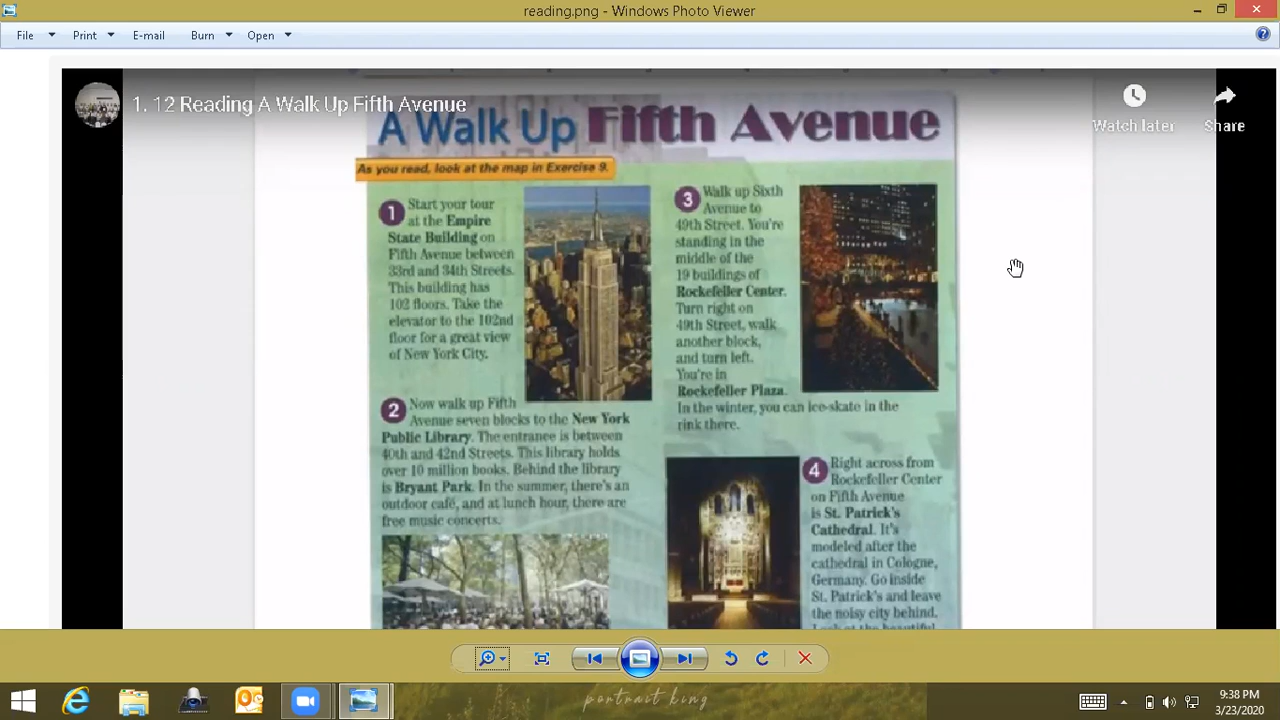 reading.png - Windows Photo Viewer
File Print E-mail Burn Open
1. 12 Reading A Walk Up Fifth Avenue
Watch later
Share
A Walk Up Fifth Avenue
As you read, look at the map in Exercise 9.
1 Start your tour
at the Empire
State Building on
Fifth Avenue between
33rd and 34th Streets.
This building has
102 floors. Take the
elevator to the 102nd
floor for a great view
of New York City.
2 Now walk up Fifth
Avenue seven blocks to the New York
Public Library. The entrance is between
40th and 42nd Streets. This library holds
over 10 million books. Behind the library
is Bryant Park. In the summer, there's an
outdoor café, and at lunch hour, there are
free music concerts.
3 Walk up Sixth
Avenue to
49th Street. You're
standing in the
middle of the
19 buildings of
Rockefeller Center.
Turn right on
49th Street, walk
another block,
and turn left.
You're in
Rockefeller Plaza.
In the winter, you can ice-skate in the
rink there.
4 Right across from
Rockefeller Center
on Fifth Avenue
is St. Patrick's
Cathedral. It's
modeled after the
cathedral in Cologne,
Germany. Go inside
St. Patrick's and leave
the noisy city behind.
Look at the beautiful
portrait king
9:38 PM
3/23/2020